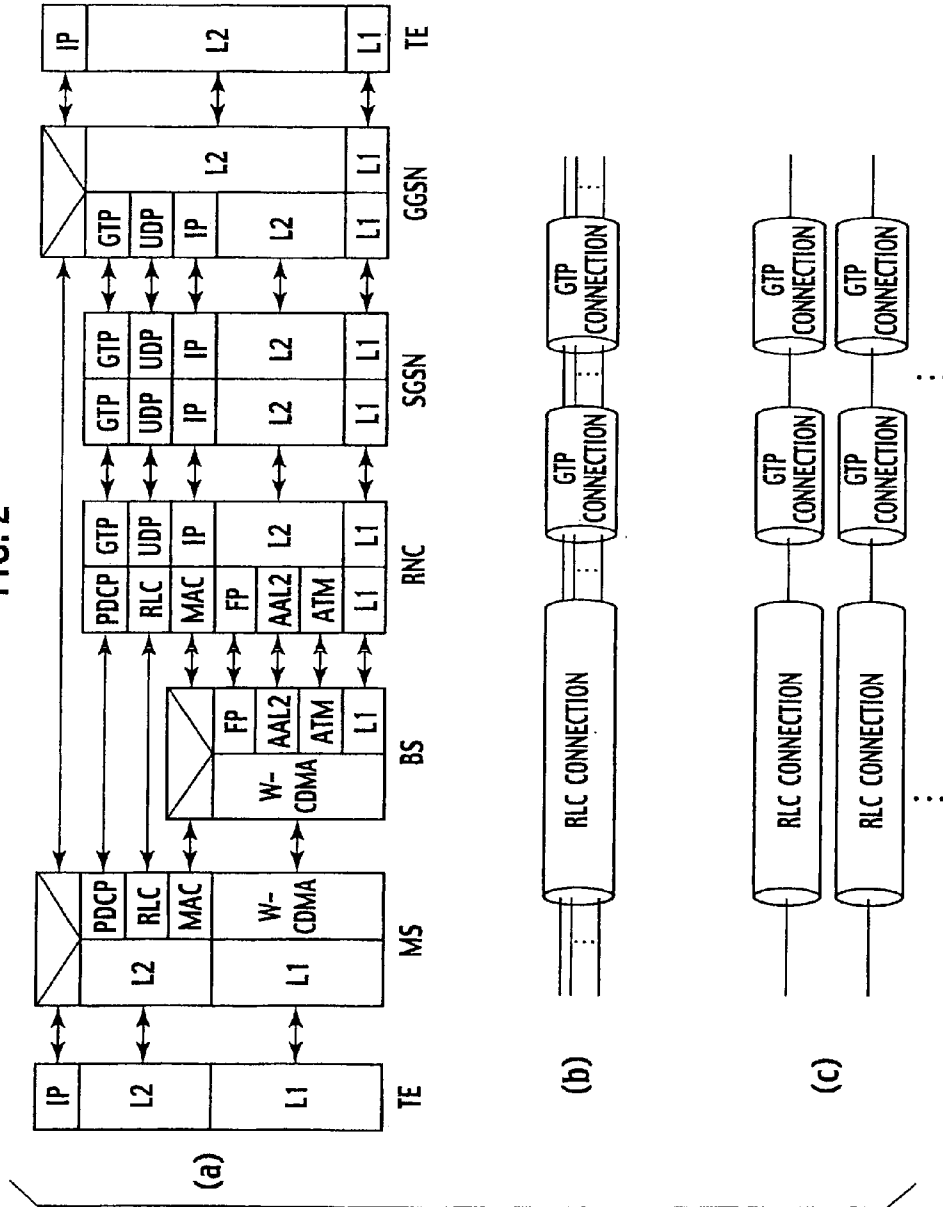 FIG. 2
(a)
IP
L2
L1
TE
L2
L1
PDCP
RLC
MAC
W-
CDMA
MS
W-
CDMA
FP
AAL2
ATM
L1
BS
PDCP
RLC
MAC
FP
AAL2
ATM
L1
GTP
UDP
IP
L2
L1
RNC
GTP
UDP
IP
L2
L1
GTP
UDP
IP
L2
L1
SGSN
GTP
UDP
IP
L2
L1
L2
L1
GGSN
IP
L2
L1
TE
(b)
RLC CONNECTION
GTP
CONNECTION
GTP
CONNECTION
(c)
RLC CONNECTION
GTP
CONNECTION
GTP
CONNECTION
RLC CONNECTION
GTP
CONNECTION
GTP
CONNECTION